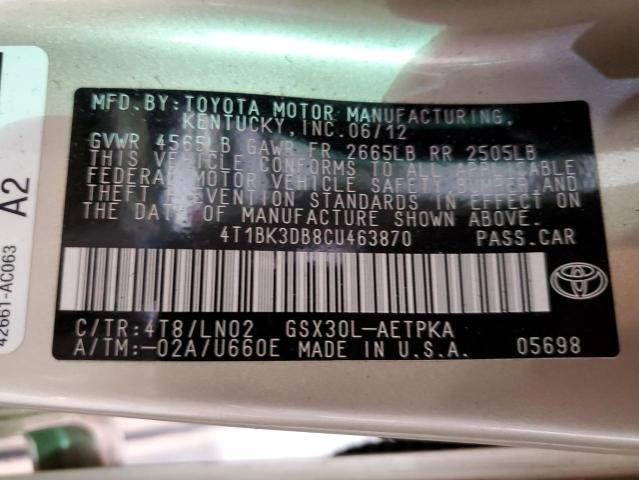 MFD.BY:TOYOTA MOTOR MANUFACTURING,
KENTUCKY,INC.06/12
GVWR 4565LB GAWR FR 2665LB RR 2505LB
THIS VEHICLE CONFORMS TO ALL APPLICABLE
FEDERAL MOTOR VEHICLE SAFETY, BUMPER,AND
THEFT PREVENTION STANDARDS IN EFFECT ON
THE DATE OF MANUFACTURE SHOWN ABOVE.
4T1BK3DB8CU463870 PASS.CAR
C/TR:4T8/LN02 GSX30L-AETPKA
A/TM:-02A/U660E MADE IN U.S.A. 05698
42661-AC063 A2